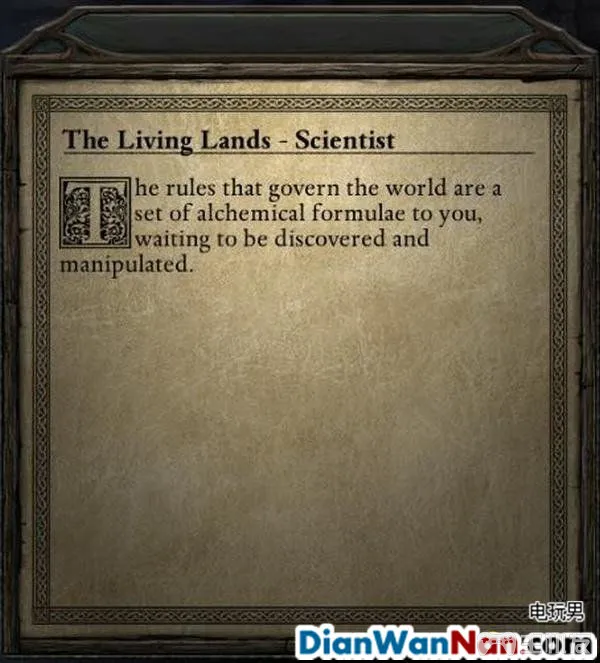 The Living Lands - Scientist
The rules that govern the world are a
set of alchemical formulae to you,
waiting to be discovered and
manipulated.
电玩男
DianWanNan.com